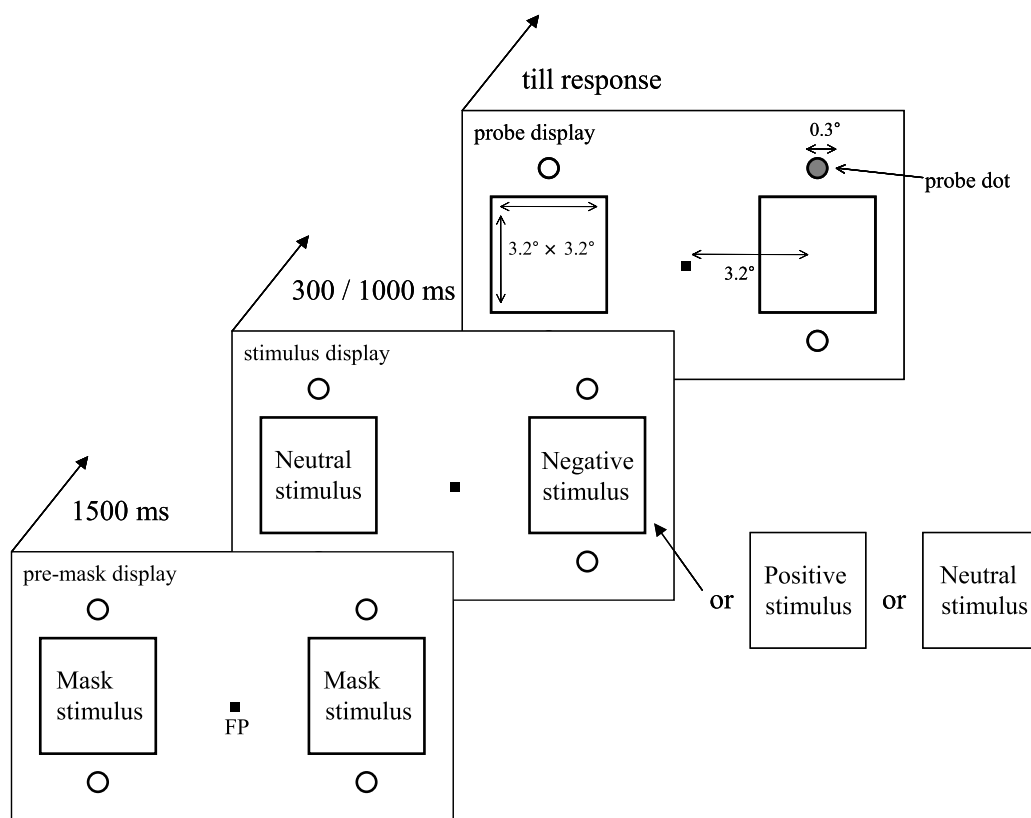 till response
probe display
0.3°
probe dot
3.2° × 3.2°
3.2°
300 / 1000 ms
stimulus display
Neutral
stimulus
Negative
stimulus
1500 ms
pre-mask display
Mask
stimulus
FP
Mask
stimulus
or
Positive
stimulus
or
Neutral
stimulus